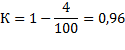 К = 1 − 4/100 = 0,96